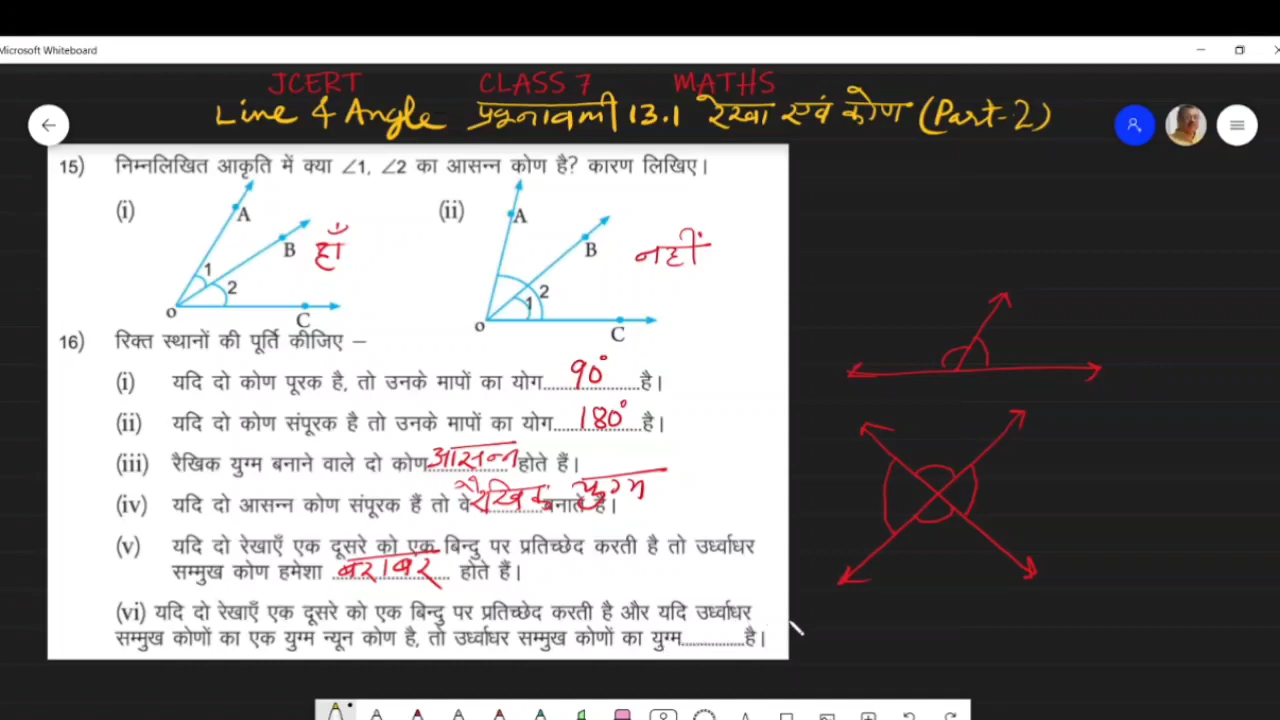 Microsoft Whiteboard
JCERT CLASS 7 MATHS
Line & Angle प्रश्नावली 13.1 रेखा एवं कोण (Part-2)
15) निम्नलिखित आकृति में क्या ∠1, ∠2 का आसन्न कोण है? कारण लिखिए।
(i) A B 1 2 O C हाँ
(ii) A B 2 1 O C नहीं
16) रिक्त स्थानों की पूर्ति कीजिए –
(i) यदि दो कोण पूरक है, तो उनके मापों का योग 90° है।
(ii) यदि दो कोण संपूरक है तो उनके मापों का योग 180° है।
(iii) रैखिक युग्म बनाने वाले दो कोण आसन्न होते हैं।
(iv) यदि दो आसन्न कोण संपूरक हैं तो वे रैखिक युग्म बनाते हैं।
(v) यदि दो रेखाएँ एक दूसरे को एक बिन्दु पर प्रतिच्छेद करती है तो उर्ध्वाधर
सम्मुख कोण हमेशा बराबर होते हैं।
(vi) यदि दो रेखाएँ एक दूसरे को एक बिन्दु पर प्रतिच्छेद करती है और यदि उर्ध्वाधर
सम्मुख कोणों का एक युग्म न्यून कोण है, तो उर्ध्वाधर सम्मुख कोणों का युग्म..............है।